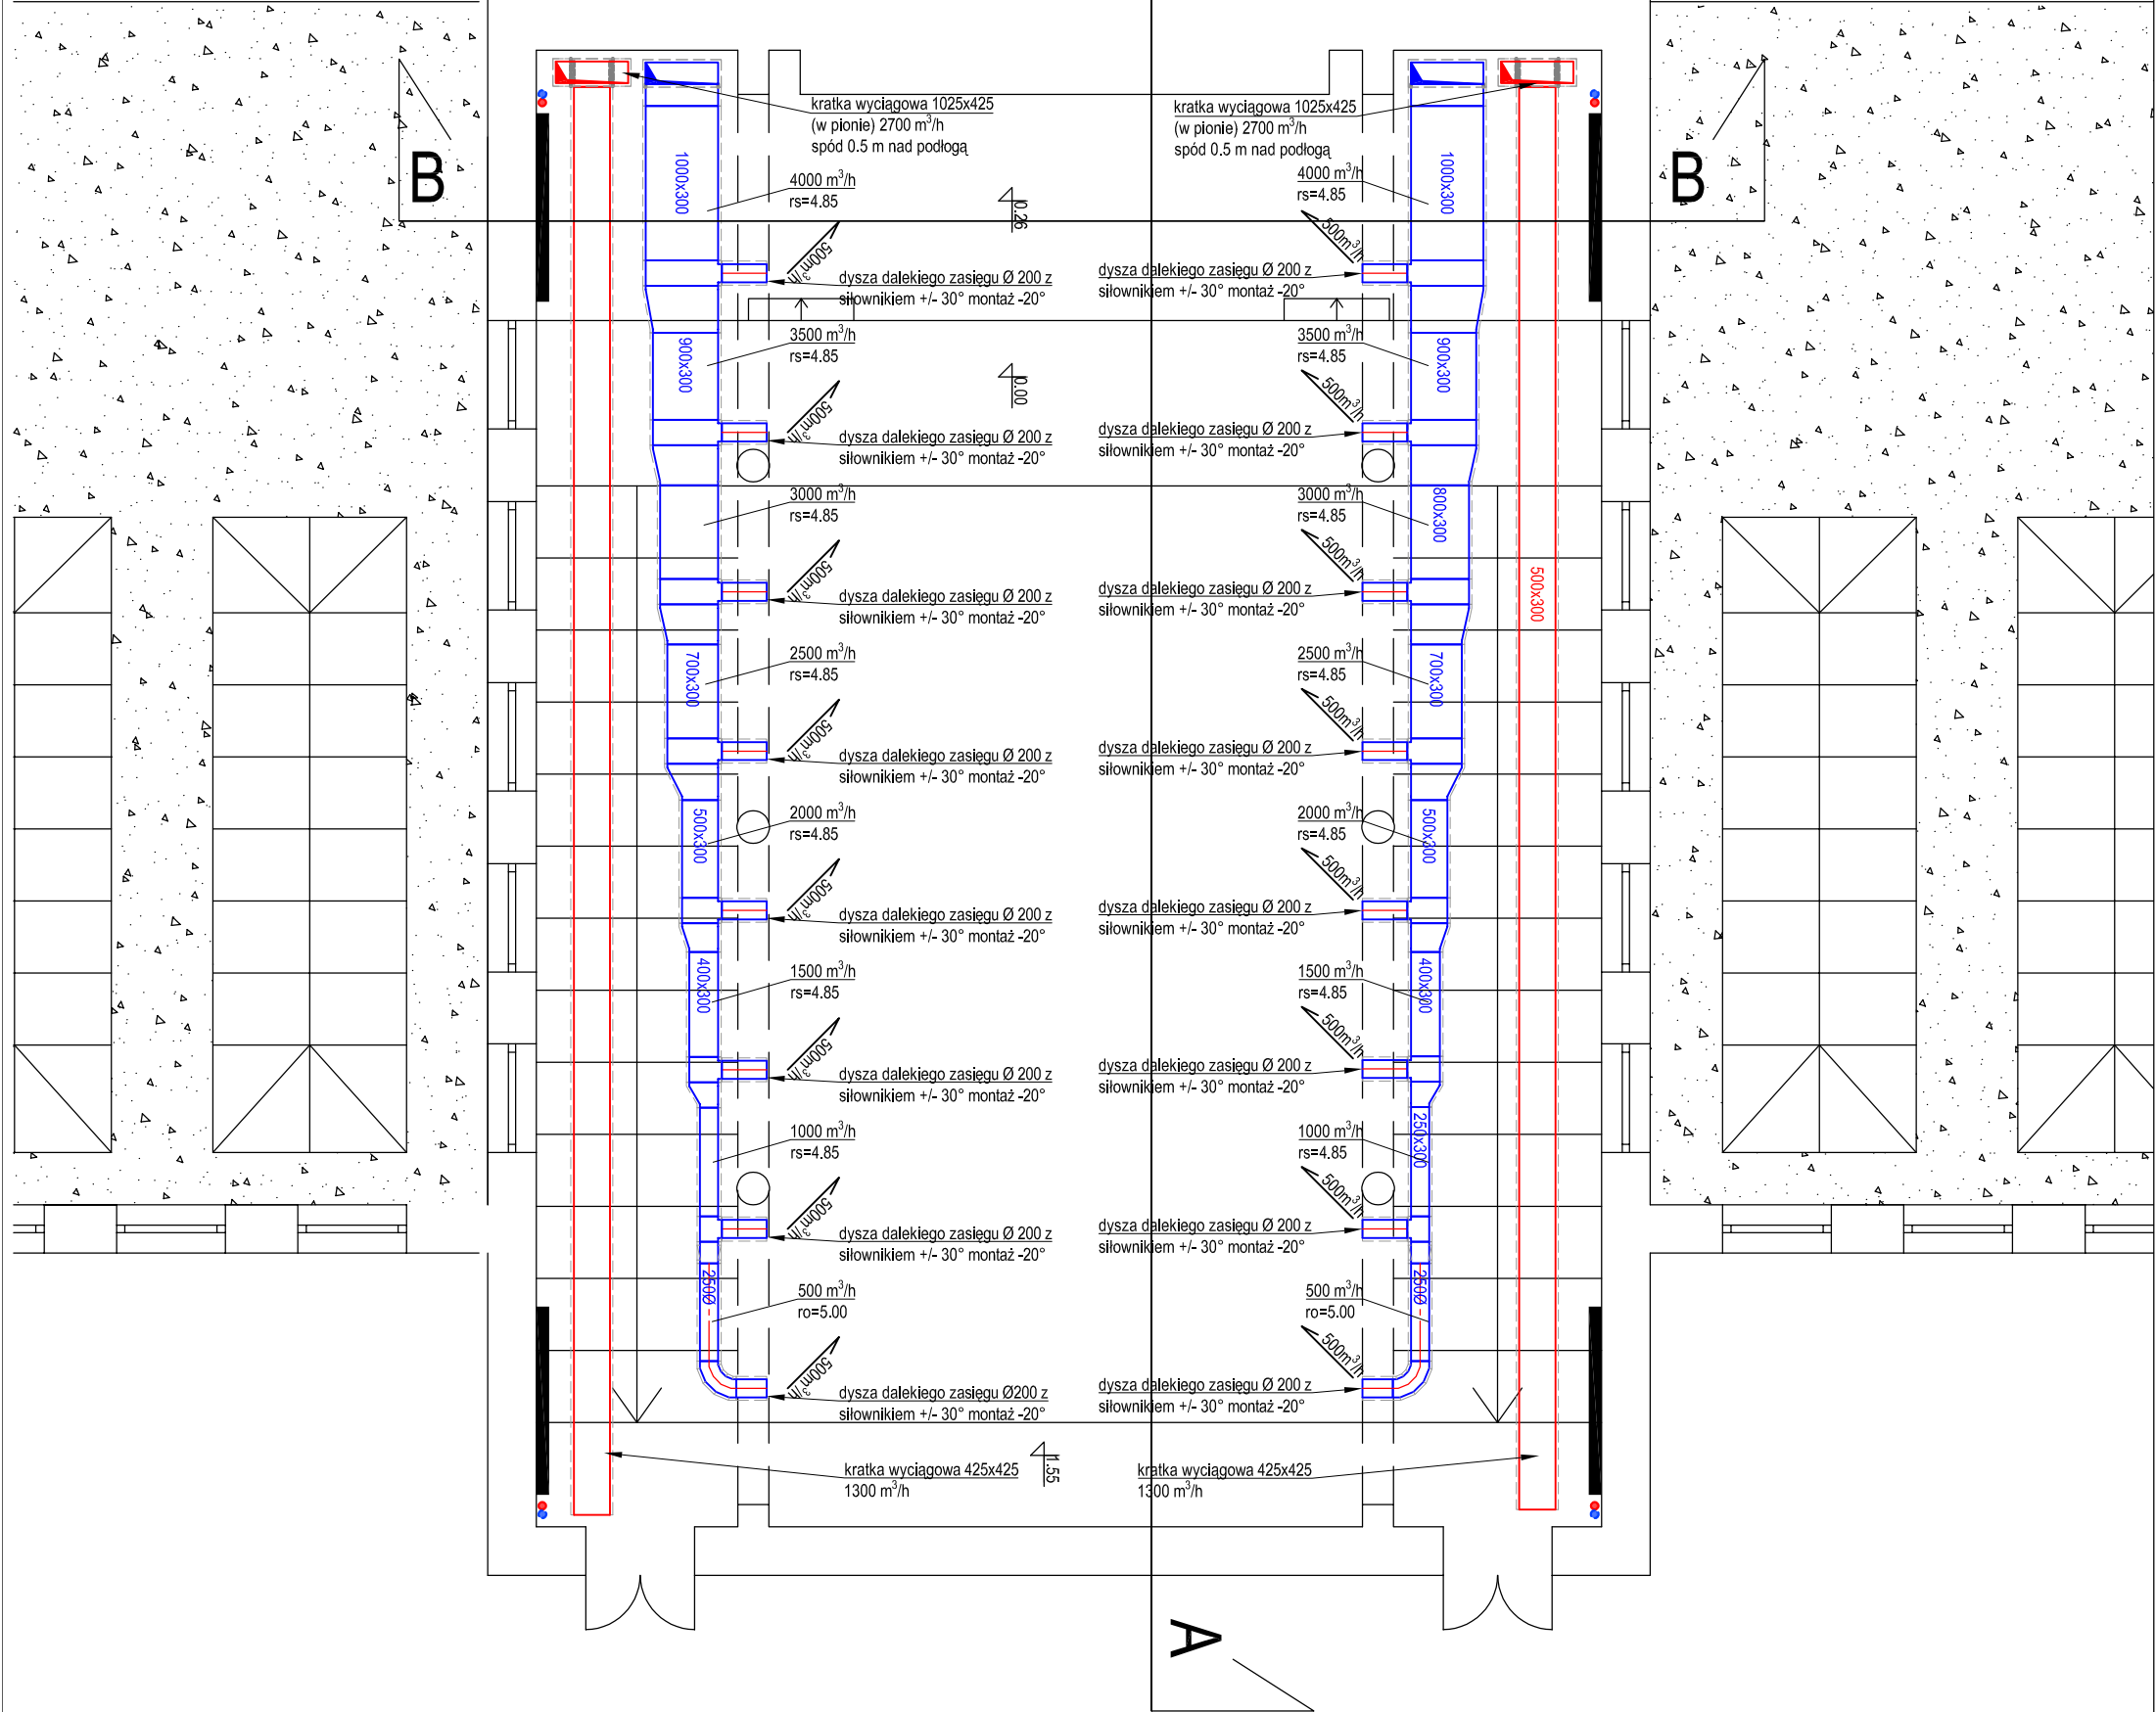 kratka wyciągowa 1025x425
(w pionie) 2700 m³/h
spód 0.5 m nad podłogą
kratka wyciągowa 1025x425
(w pionie) 2700 m³/h
spód 0.5 m nad podłogą
B
B
1000x300
4000 m³/h
rs=4.85
0.26
4000 m³/h
rs=4.85
1000x300
500m³/h
dysza dalekiego zasięgu Ø 200 z
siłownikiem +/- 30° montaż -20°
500m³/h
dysza dalekiego zasięgu Ø 200 z
siłownikiem +/- 30° montaż -20°
900x300
3500 m³/h
rs=4.85
0.00
3500 m³/h
rs=4.85
900x300
500m³/h
dysza dalekiego zasięgu Ø 200 z
siłownikiem +/- 30° montaż -20°
500m³/h
dysza dalekiego zasięgu Ø 200 z
siłownikiem +/- 30° montaż -20°
3000 m³/h
rs=4.85
3000 m³/h
rs=4.85
800x300
500m³/h
dysza dalekiego zasięgu Ø 200 z
siłownikiem +/- 30° montaż -20°
500m³/h
dysza dalekiego zasięgu Ø 200 z
siłownikiem +/- 30° montaż -20°
500x300
700x300
2500 m³/h
rs=4.85
2500 m³/h
rs=4.85
700x300
500m³/h
dysza dalekiego zasięgu Ø 200 z
siłownikiem +/- 30° montaż -20°
500m³/h
dysza dalekiego zasięgu Ø 200 z
siłownikiem +/- 30° montaż -20°
500x300
2000 m³/h
rs=4.85
2000 m³/h
rs=4.85
500x300
500m³/h
dysza dalekiego zasięgu Ø 200 z
siłownikiem +/- 30° montaż -20°
500m³/h
dysza dalekiego zasięgu Ø 200 z
siłownikiem +/- 30° montaż -20°
400x300
1500 m³/h
rs=4.85
1500 m³/h
rs=4.85
400x300
500m³/h
dysza dalekiego zasięgu Ø 200 z
siłownikiem +/- 30° montaż -20°
500m³/h
dysza dalekiego zasięgu Ø 200 z
siłownikiem +/- 30° montaż -20°
1000 m³/h
rs=4.85
1000 m³/h
rs=4.85
250x300
500m³/h
dysza dalekiego zasięgu Ø 200 z
siłownikiem +/- 30° montaż -20°
500m³/h
dysza dalekiego zasięgu Ø 200 z
siłownikiem +/- 30° montaż -20°
250Ø
500 m³/h
ro=5.00
500 m³/h
ro=5.00
250Ø
500m³/h
dysza dalekiego zasięgu Ø200 z
siłownikiem +/- 30° montaż -20°
500m³/h
dysza dalekiego zasięgu Ø 200 z
siłownikiem +/- 30° montaż -20°
kratka wyciągowa 425x425
1300 m³/h
1.55
kratka wyciągowa 425x425
1300 m³/h
A